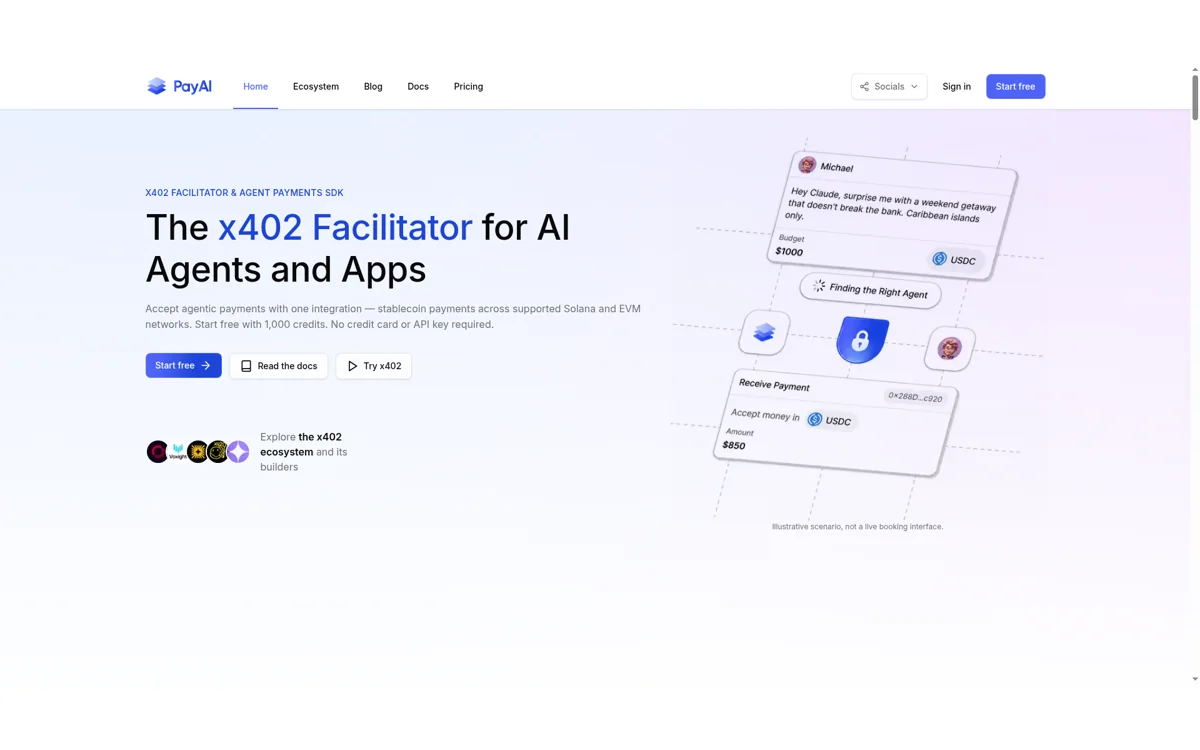 PayAI
Home
Ecosystem
Blog
Docs
Pricing
Socials
Sign in
Start free
X402 FACILITATOR & AGENT PAYMENTS SDK
The x402 Facilitator for AI
Agents and Apps
Accept agentic payments with one integration — stablecoin payments across supported Solana and EVM
networks. Start free with 1,000 credits. No credit card or API key required.
Start free
Read the docs
Try x402
Voxight
Explore the x402
ecosystem and its
builders
Michael
Hey Claude, surprise me with a weekend getaway
that doesn't break the bank. Caribbean islands
only.
Budget
$1000
USDC
Finding the Right Agent
Receive Payment
0x288D...c920
Accept money in USDC
Amount
$850
Illustrative scenario, not a live booking interface.